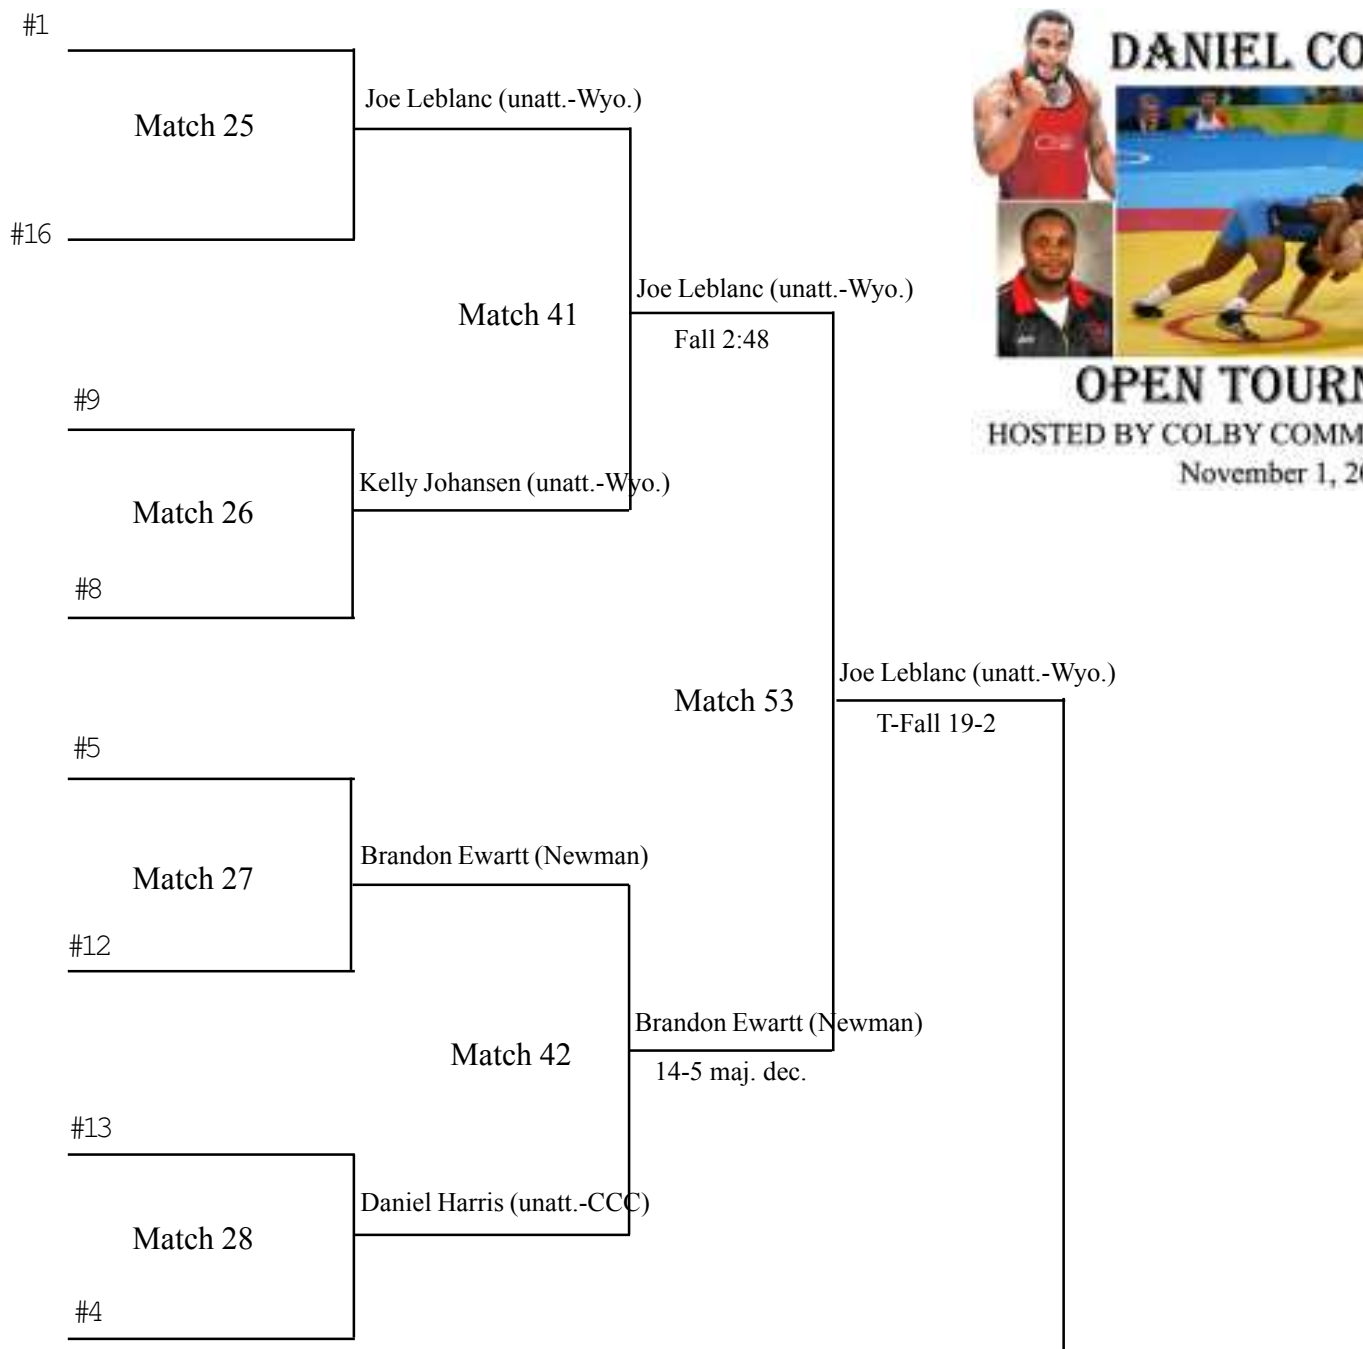 #1
Match 25
Joe Leblanc (unatt.-Wyo.)
#16
Match 41
Joe Leblanc (unatt.-Wyo.)
Fall 2:48
#9
Match 26
Kelly Johansen (unatt.-Wyo.)
#8
Match 53
Joe Leblanc (unatt.-Wyo.)
T-Fall 19-2
#5
Match 27
Brandon Ewartt (Newman)
#12
Match 42
Brandon Ewartt (Newman)
14-5 maj. dec.
#13
Match 28
Daniel Harris (unatt.-CCC)
#4
DANIEL CO
OPEN TOURN
HOSTED BY COLBY COMM
November 1, 20